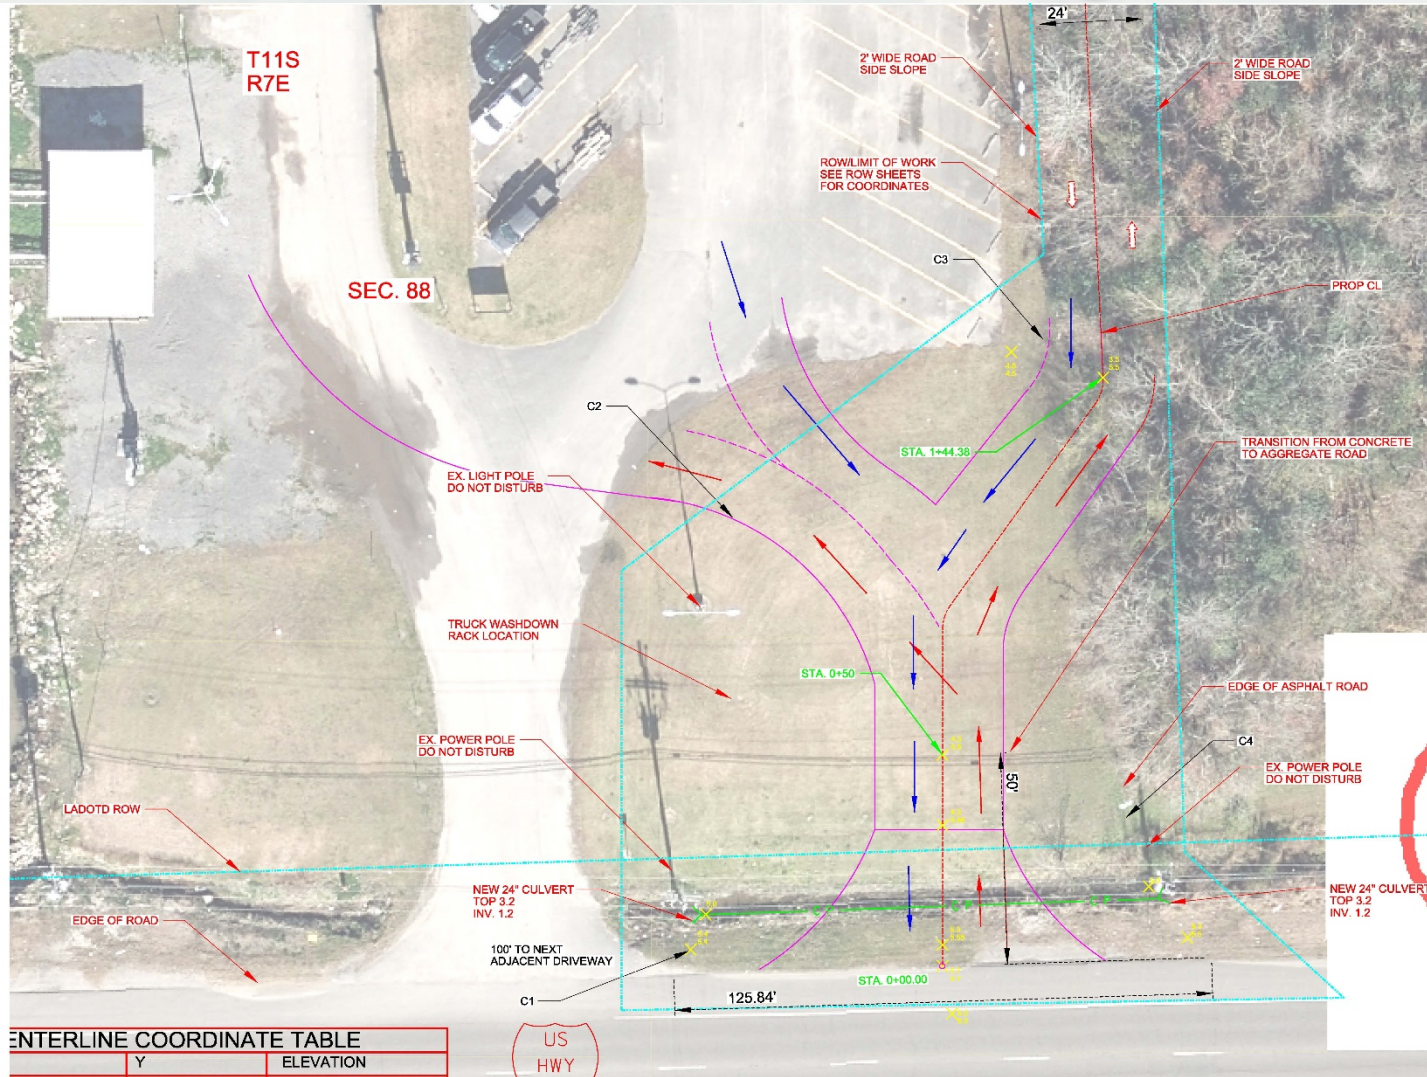 24'
T11S
R7E
2' WIDE ROAD
SIDE SLOPE
2' WIDE ROAD
SIDE SLOPE
ROW/LIMIT OF WORK
SEE ROW SHEETS
FOR COORDINATES
C3
SEC. 88
PROP CL
C2
STA. 1+44.38
TRANSITION FROM CONCRETE
TO AGGREGATE ROAD
EX. LIGHT POLE
DO NOT DISTURB
TRUCK WASHDOWN
RACK LOCATION
STA. 0+50
EDGE OF ASPHALT ROAD
EX. POWER POLE
DO NOT DISTURB
C4
50'
EX. POWER POLE
DO NOT DISTURB
LADOTD ROW
NEW 24" CULVERT
TOP 3.2
INV. 1.2
NEW 24" CULVERT
TOP 3.2
INV. 1.2
EDGE OF ROAD
100' TO NEXT
ADJACENT DRIVEWAY
STA. 0+00.00
C1
125.84'
ENTERLINE COORDINATE TABLE
Y ELEVATION
US
HWY